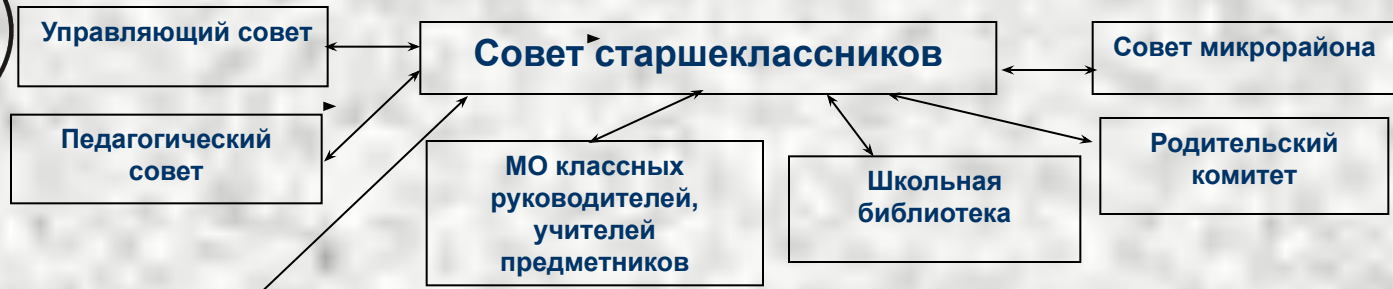 Управляющий совет
Совет старшеклассников
Совет микрорайона
Педагогический
совет
МО классных
руководителей,
учителей
предметников
Школьная
библиотека
Родительский
комитет